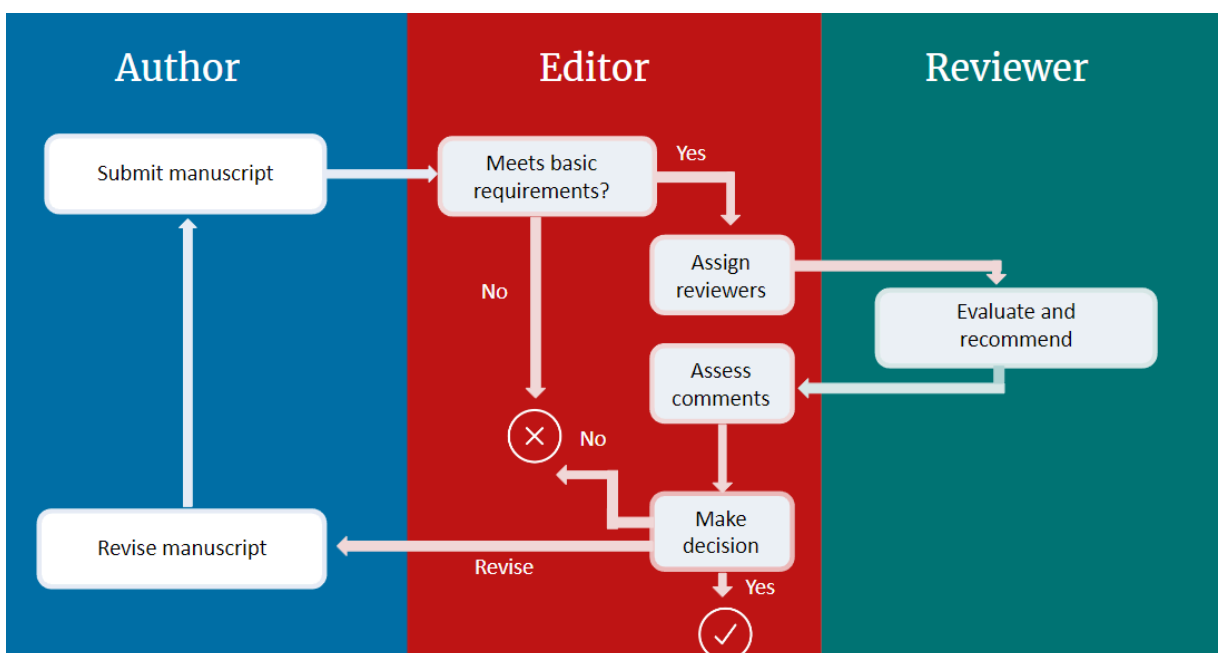 Author
Editor
Reviewer
Submit manuscript
Meets basic
requirements?
Yes
Assign
reviewers
No
Evaluate and
recommend
Assess
comments
No
Make
decision
Revise manuscript
Revise
Yes